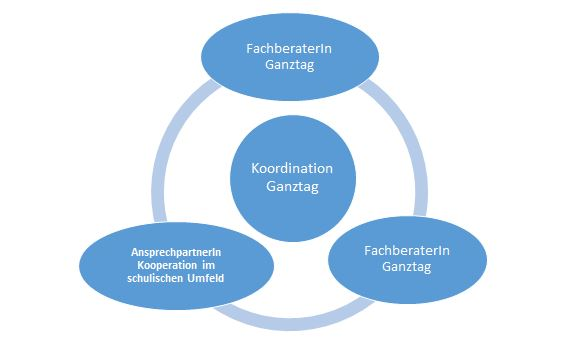 FachberaterIn
Ganztag
Koordination
Ganztag
AnsprechpartnerIn
Kooperation im
schulischen Umfeld
FachberaterIn
Ganztag